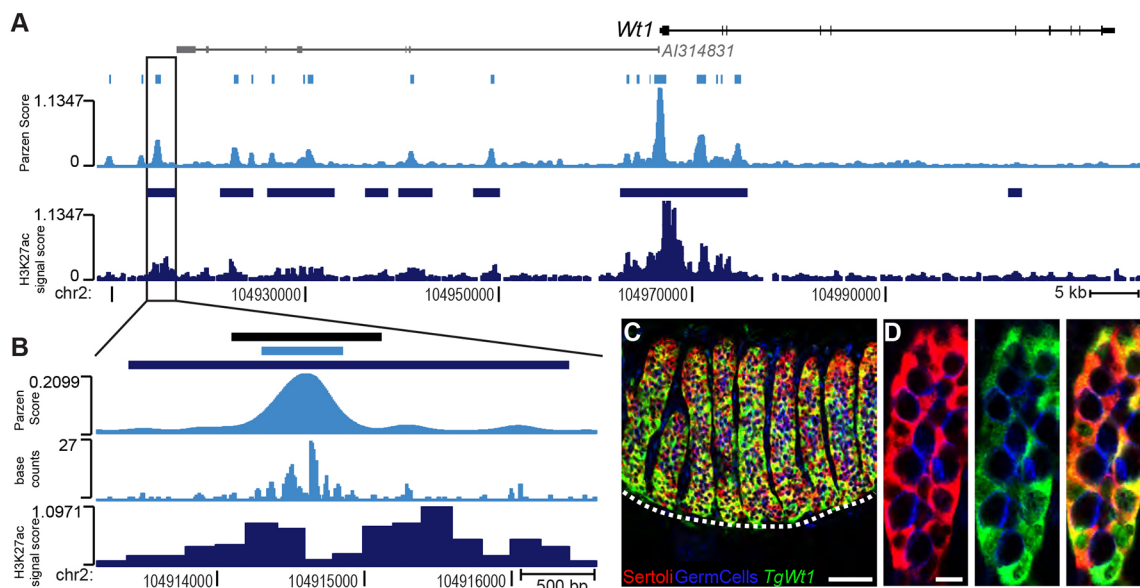 A
Wt1
AI314831
1.1347
Parzen Score
0
1.1347
H3K27ac
signal score
0
chr2:
104930000
104950000
104970000
104990000
5 kb
B
0.2099
Parzen
Score
27
base
counts
1.0971
H3K27ac
signal score
chr2:
104914000
104915000
104916000
500 bp
C
Sertoli GermCells TgWt1
D